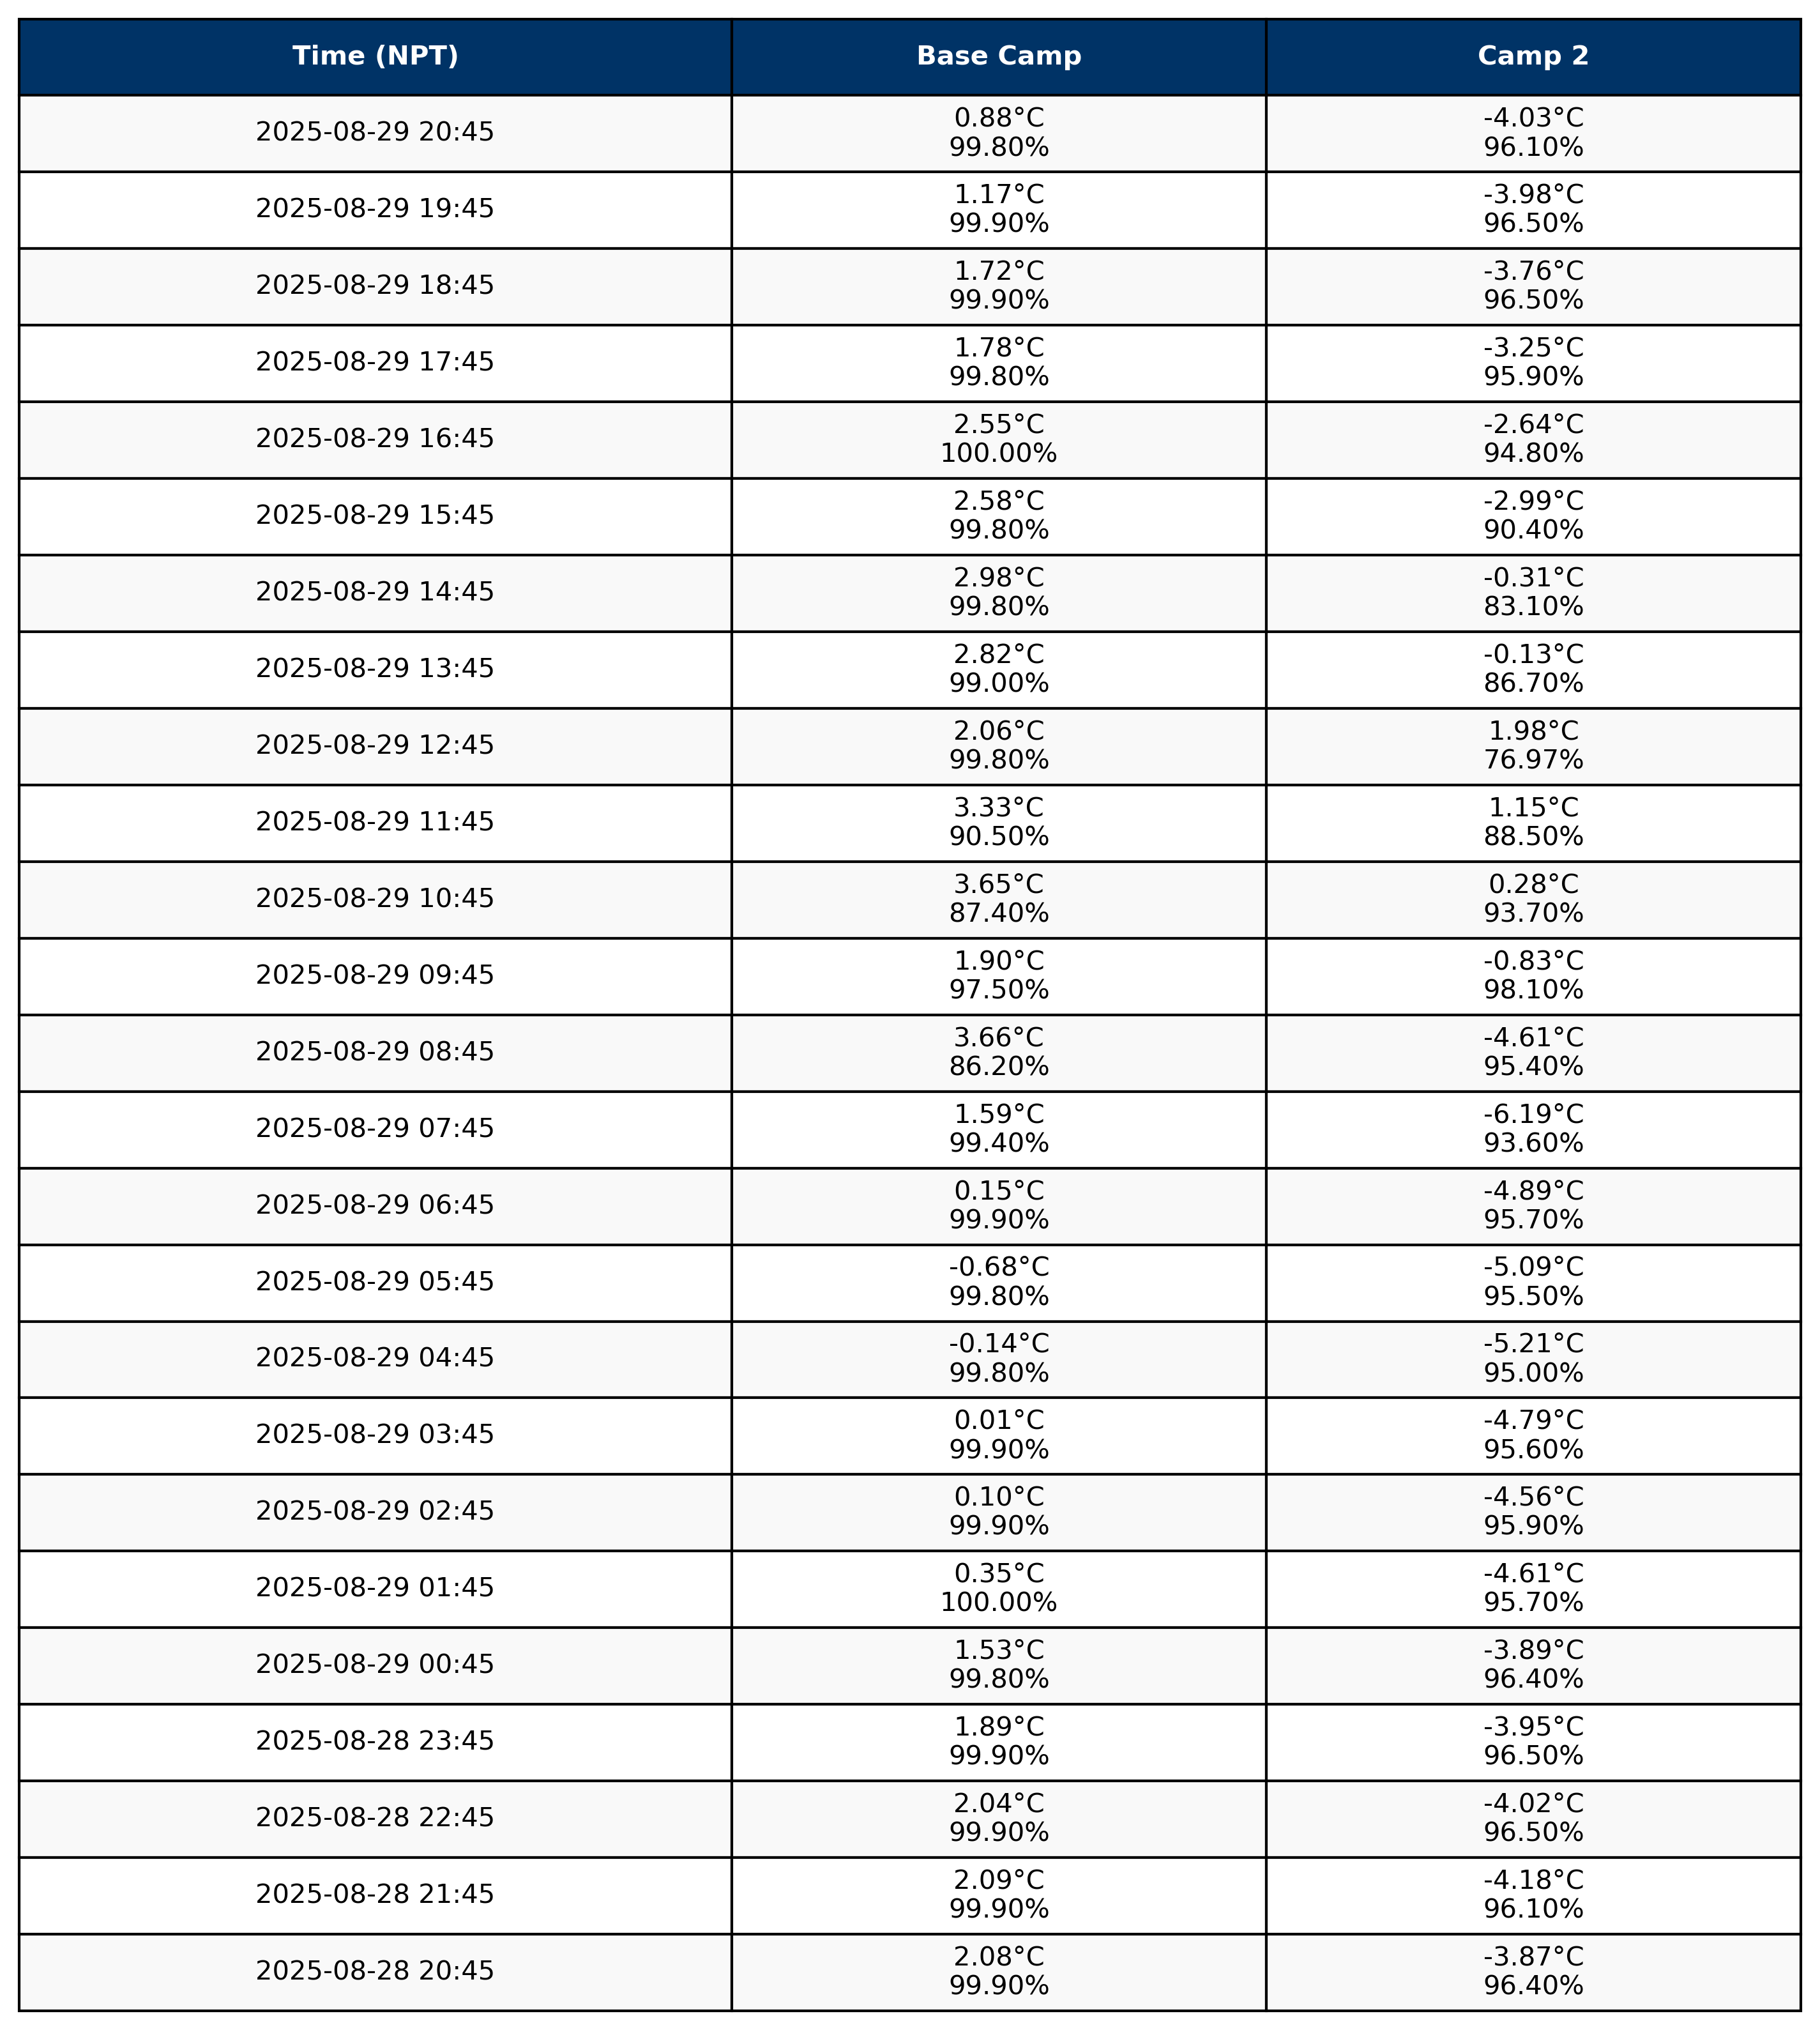 Time (NPT) Base Camp Camp 2
2025-08-29 20:45 0.88°C -4.03°C
99.80% 96.10%
2025-08-29 19:45 1.17°C -3.98°C
99.90% 96.50%
2025-08-29 18:45 1.72°C -3.76°C
99.90% 96.50%
2025-08-29 17:45 1.78°C -3.25°C
99.80% 95.90%
2025-08-29 16:45 2.55°C -2.64°C
100.00% 94.80%
2025-08-29 15:45 2.58°C -2.99°C
99.80% 90.40%
2025-08-29 14:45 2.98°C -0.31°C
99.80% 83.10%
2025-08-29 13:45 2.82°C -0.13°C
99.00% 86.70%
2025-08-29 12:45 2.06°C 1.98°C
99.80% 76.97%
2025-08-29 11:45 3.33°C 1.15°C
90.50% 88.50%
2025-08-29 10:45 3.65°C 0.28°C
87.40% 93.70%
2025-08-29 09:45 1.90°C -0.83°C
97.50% 98.10%
2025-08-29 08:45 3.66°C -4.61°C
86.20% 95.40%
2025-08-29 07:45 1.59°C -6.19°C
99.40% 93.60%
2025-08-29 06:45 0.15°C -4.89°C
99.90% 95.70%
2025-08-29 05:45 -0.68°C -5.09°C
99.80% 95.50%
2025-08-29 04:45 -0.14°C -5.21°C
99.80% 95.00%
2025-08-29 03:45 0.01°C -4.79°C
99.90% 95.60%
2025-08-29 02:45 0.10°C -4.56°C
99.90% 95.90%
2025-08-29 01:45 0.35°C -4.61°C
100.00% 95.70%
2025-08-29 00:45 1.53°C -3.89°C
99.80% 96.40%
2025-08-28 23:45 1.89°C -3.95°C
99.90% 96.50%
2025-08-28 22:45 2.04°C -4.02°C
99.90% 96.50%
2025-08-28 21:45 2.09°C -4.18°C
99.90% 96.10%
2025-08-28 20:45 2.08°C -3.87°C
99.90% 96.40%